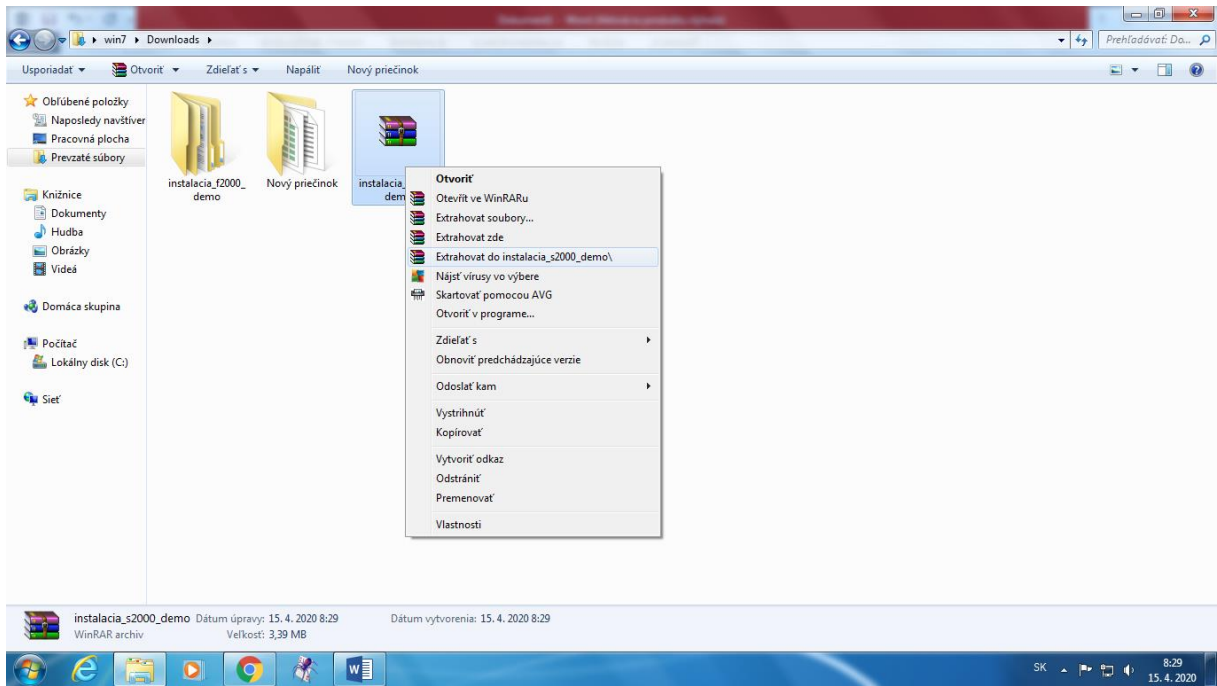 win7 ▸ Downloads ▸
Prehľadávať: Do...
Usporiadať Otvoriť Zdieľať s Napáliť Nový priečinok
Obľúbené položky
Naposledy navštíver
Pracovná plocha
Prevzaté súbory
Knižnice
Dokumenty
Hudba
Obrázky
Videá
Domáca skupina
Počítač
Lokálny disk (C:)
Sieť
instalacia_f2000_
demo
Nový priečinok
instalacia_
dem
Otvoriť
Otevřít ve WinRARu
Extrahovat soubory...
Extrahovat zde
Extrahovat do instalacia_s2000_demo\
Nájsť vírusy vo výbere
Skartovať pomocou AVG
Otvoriť v programe...
Zdieľať s
Obnoviť predchádzajúce verzie
Odoslať kam
Vystrihnúť
Kopírovať
Vytvoriť odkaz
Odstrániť
Premenovať
Vlastnosti
instalacia_s2000_demo Dátum úpravy: 15. 4. 2020 8:29 Dátum vytvorenia: 15. 4. 2020 8:29
WinRAR archiv Veľkosť: 3,39 MB
SK
8:29
15. 4. 2020